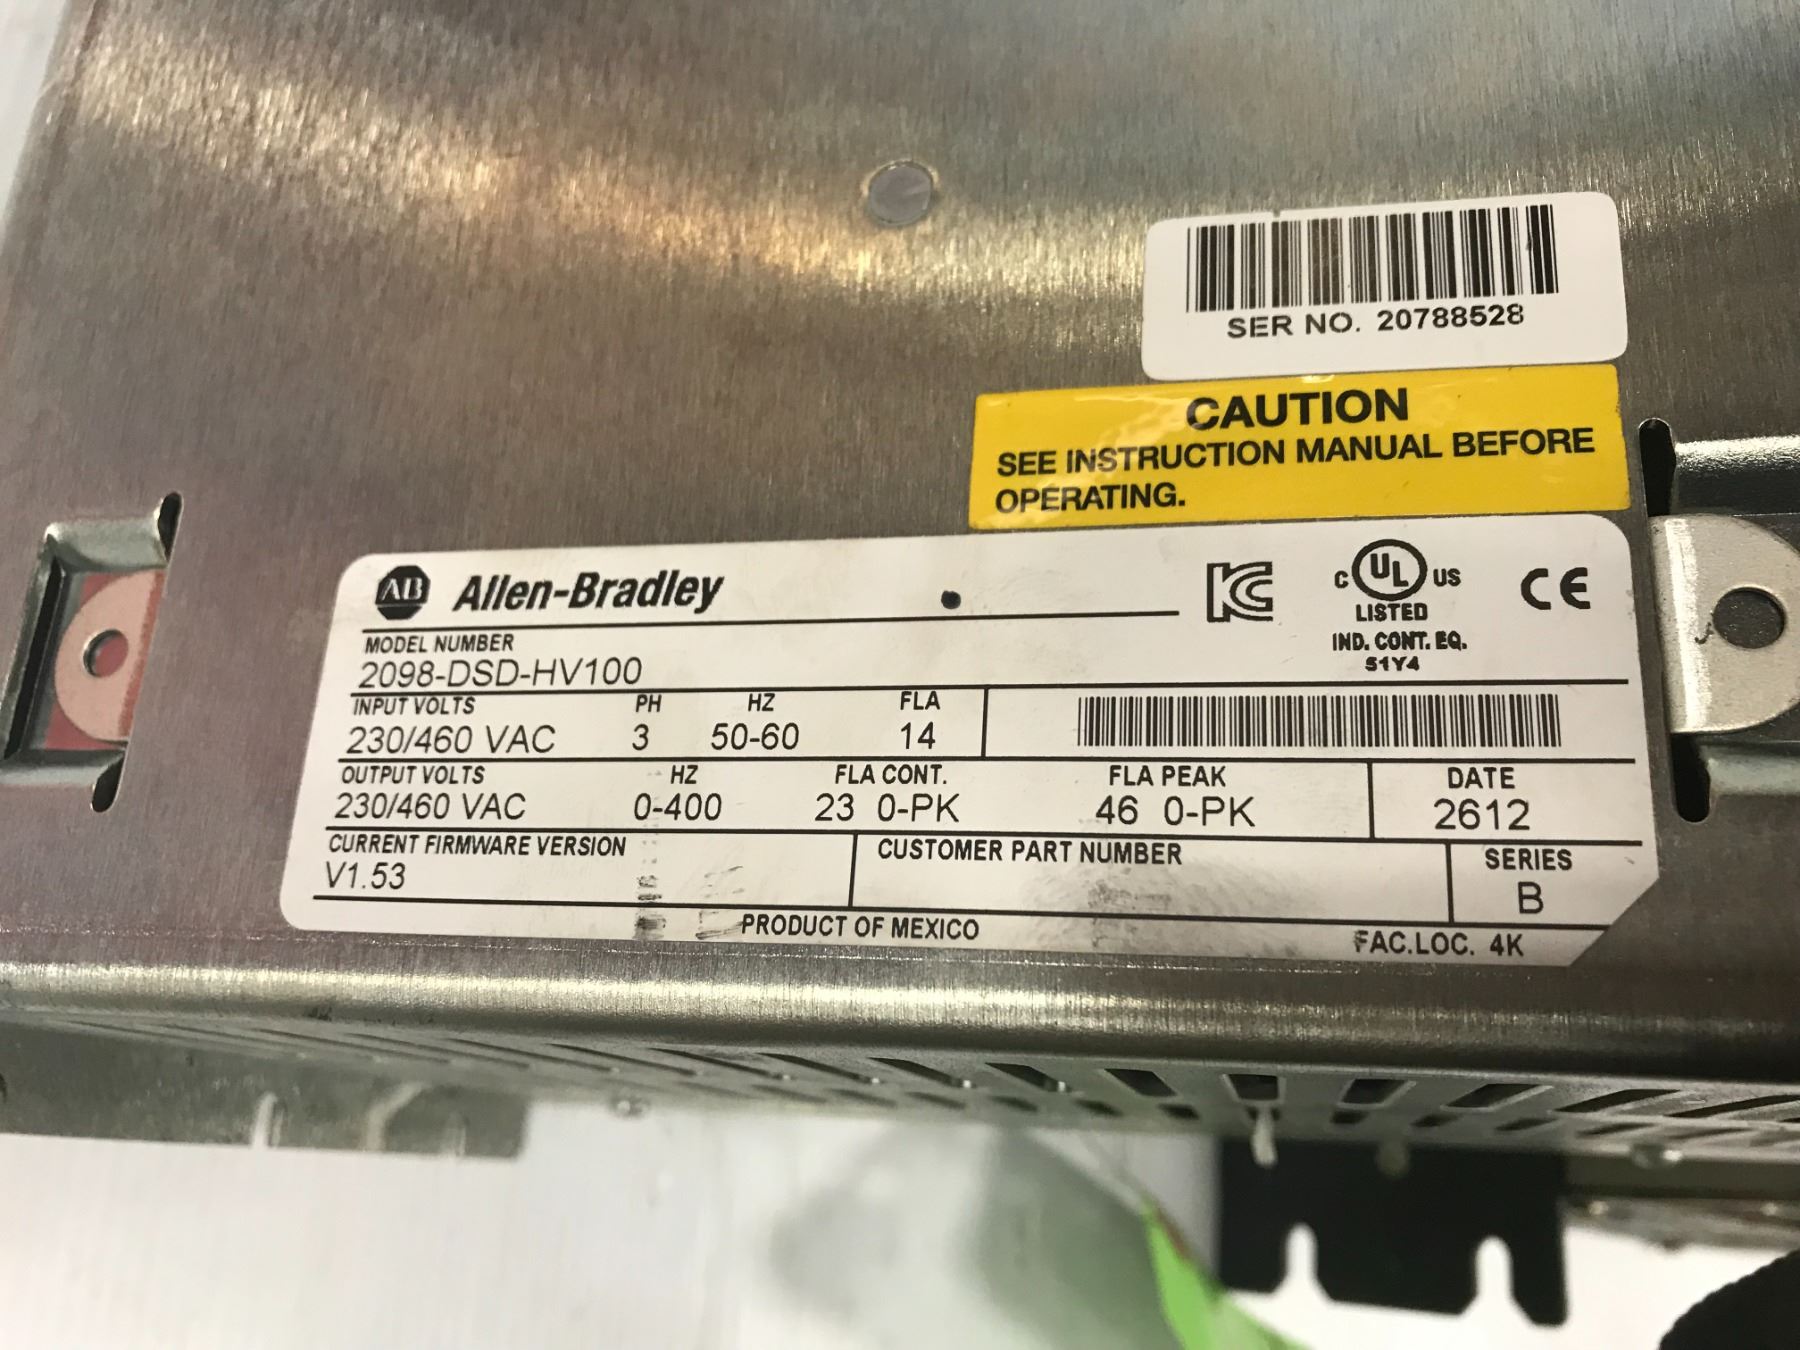 SER NO. 20788528
CAUTION
SEE INSTRUCTION MANUAL BEFORE
OPERATING.
AB Allen-Bradley
KC
C UL US
LISTED
IND. CONT. EQ.
51Y4
CE
MODEL NUMBER
2098-DSD-HV100
INPUT VOLTS PH HZ FLA
230/460 VAC 3 50-60 14
OUTPUT VOLTS HZ FLA CONT. FLA PEAK DATE
230/460 VAC 0-400 23 0-PK 46 0-PK 2612
CURRENT FIRMWARE VERSION CUSTOMER PART NUMBER SERIES
V1.53 B
PRODUCT OF MEXICO FAC.LOC. 4K